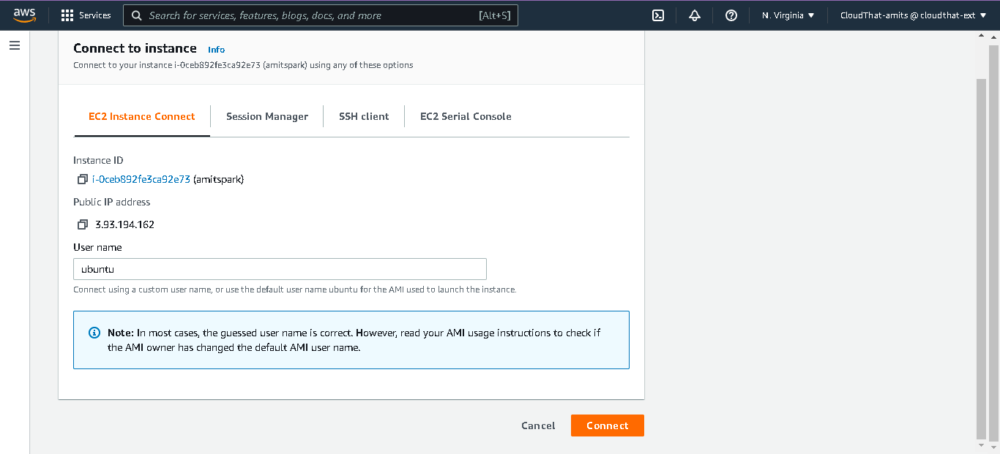 aws Services Search for services, features, blogs, docs, and more [Alt+S] N. Virginia ▼ CloudThat-amits @ cloudthat-ext ▼
Connect to instance Info
Connect to your instance i-0ceb892fe3ca92e73 (amitspark) using any of these options
EC2 Instance Connect Session Manager SSH client EC2 Serial Console
Instance ID
i-0ceb892fe3ca92e73 (amitspark)
Public IP address
3.93.194.162
User name
ubuntu
Connect using a custom user name, or use the default user name ubuntu for the AMI used to launch the instance.
Note: In most cases, the guessed user name is correct. However, read your AMI usage instructions to check if
the AMI owner has changed the default AMI user name.
Cancel Connect